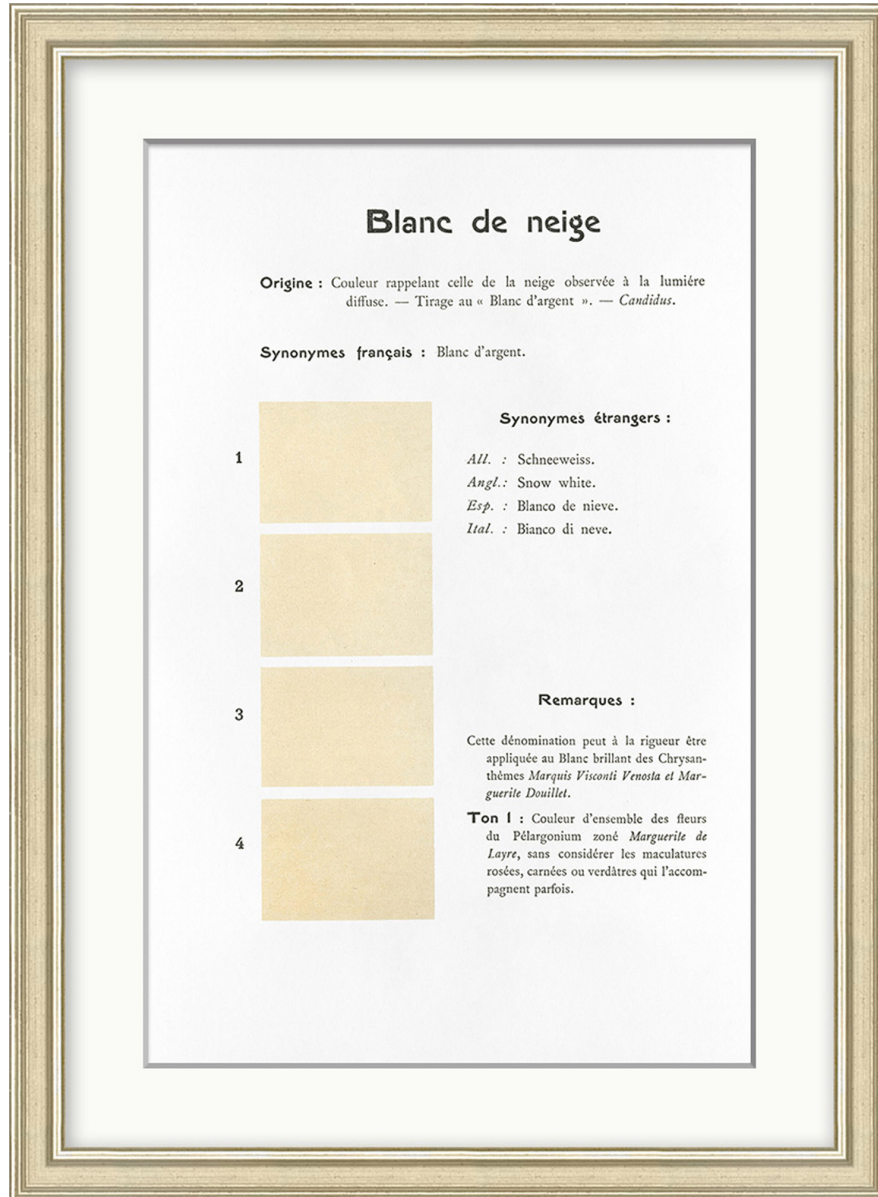 Blanc de neige
Origine : Couleur rappelant celle de la neige observée à la lumiére
diffuse. — Tirage au « Blanc d'argent ». — Candidus.
Synonymes français : Blanc d'argent.
1
2
3
4
Synonymes étrangers :
All. : Schneeweiss.
Angl.: Snow white.
Esp. : Blanco de nieve.
Ital. : Bianco di neve.
Remarques :
Cette dénomination peut à la rigueur être
appliquée au Blanc brillant des Chrysan-
thèmes Marquis Visconti Venosta et Mar-
guerite Douillet.
Ton 1 : Couleur d'ensemble des fleurs
du Pélargonium zoné Marguerite de
Layre, sans considérer les maculatures
rosées, carnées ou verdâtres qui l'accom-
pagnent parfois.